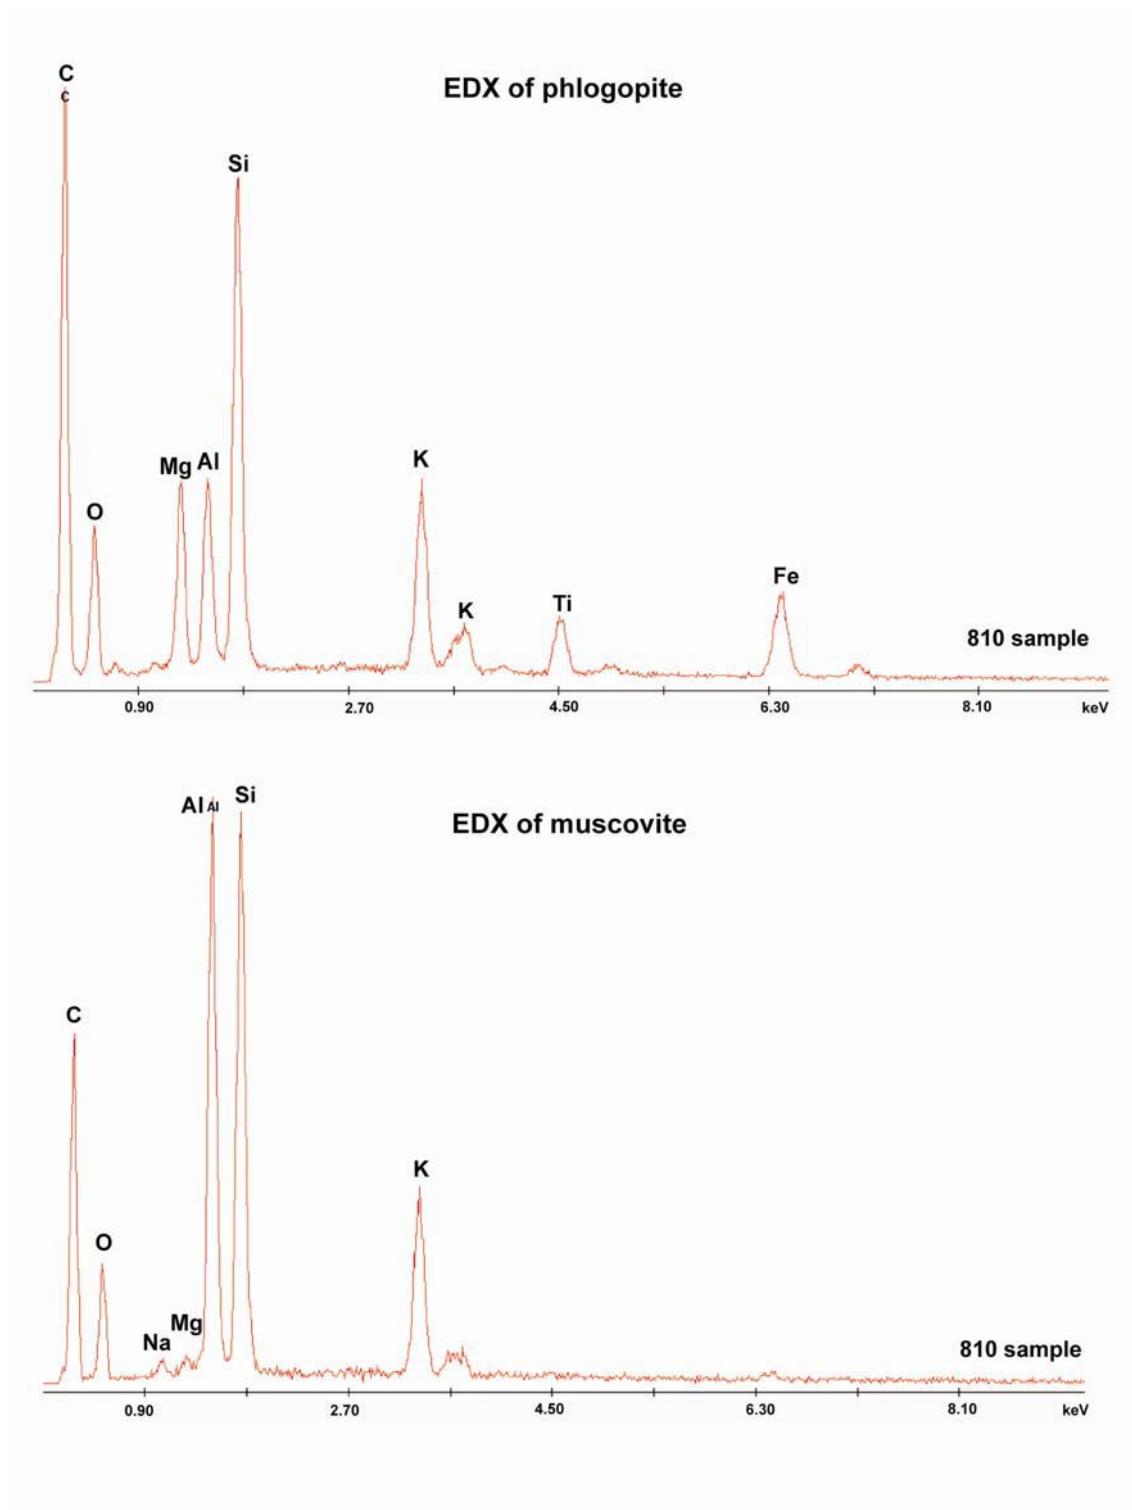 C
C
EDX of phlogopite
Si
Mg Al
K
O
Fe
Ti
K
810 sample
0.90 2.70 4.50 6.30 8.10 keV
Al Al Si
EDX of muscovite
C
K
O
Mg
Na
810 sample
0.90 2.70 4.50 6.30 8.10 keV